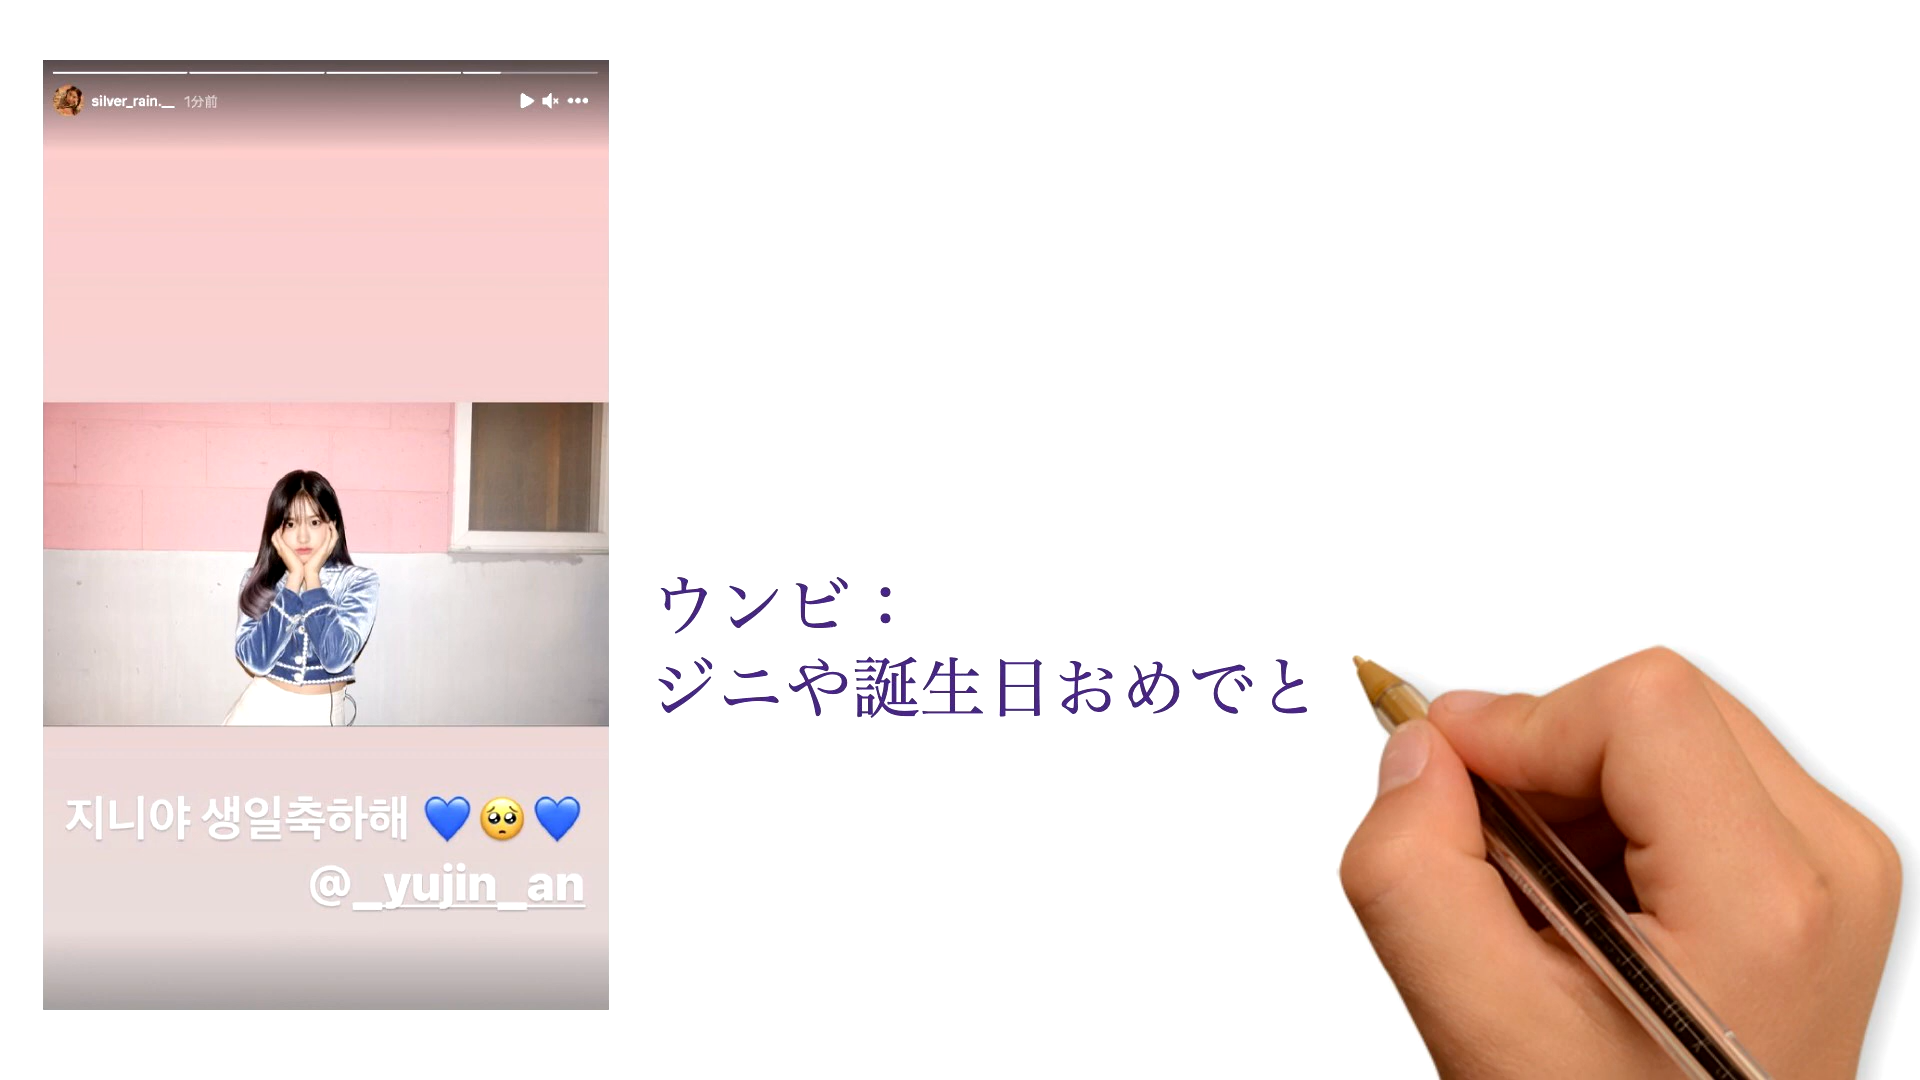 silver_rain.__ 1分前
지니야 생일축하해 💙🥺💙
@_yujin_an
ウンビ：
ジニや誕生日おめでと